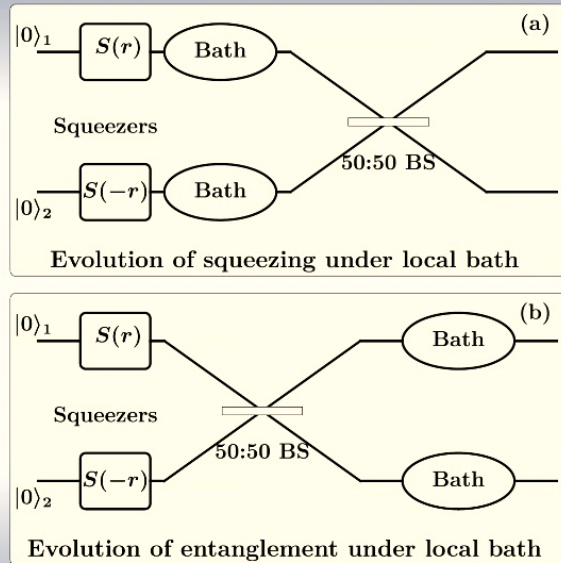 (a)
|0⟩₁ S(r) Bath
Squeezers
50:50 BS
|0⟩₂ S(−r) Bath
Evolution of squeezing under local bath
(b)
|0⟩₁ S(r) Bath
Squeezers
50:50 BS
|0⟩₂ S(−r) Bath
Evolution of entanglement under local bath